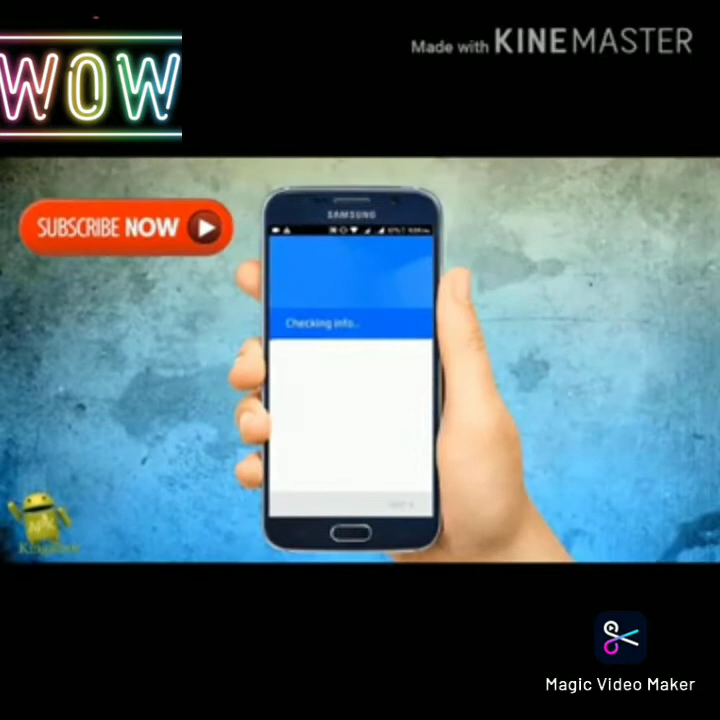 Made with KINEMASTER
WOW
SUBSCRIBE NOW
SAMSUNG
Checking info...
Magic Video Maker